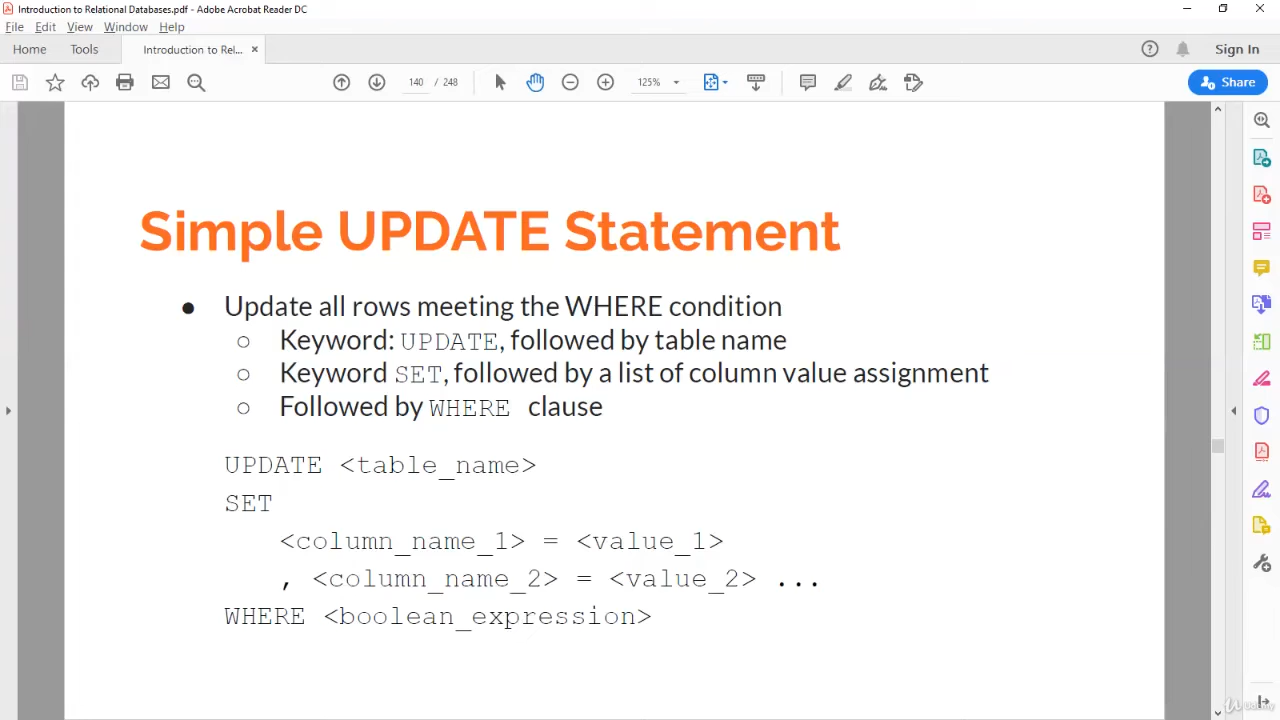 Introduction to Relational Databases.pdf - Adobe Acrobat Reader DC
File Edit View Window Help
Home Tools Introduction to Rel... × Sign In
140 / 248 125% Share
Simple UPDATE Statement
● Update all rows meeting the WHERE condition
○ Keyword: UPDATE, followed by table name
○ Keyword SET, followed by a list of column value assignment
○ Followed by WHERE clause
UPDATE <table_name>
SET
<column_name_1> = <value_1>
, <column_name_2> = <value_2> ...
WHERE <boolean_expression>
Udemy